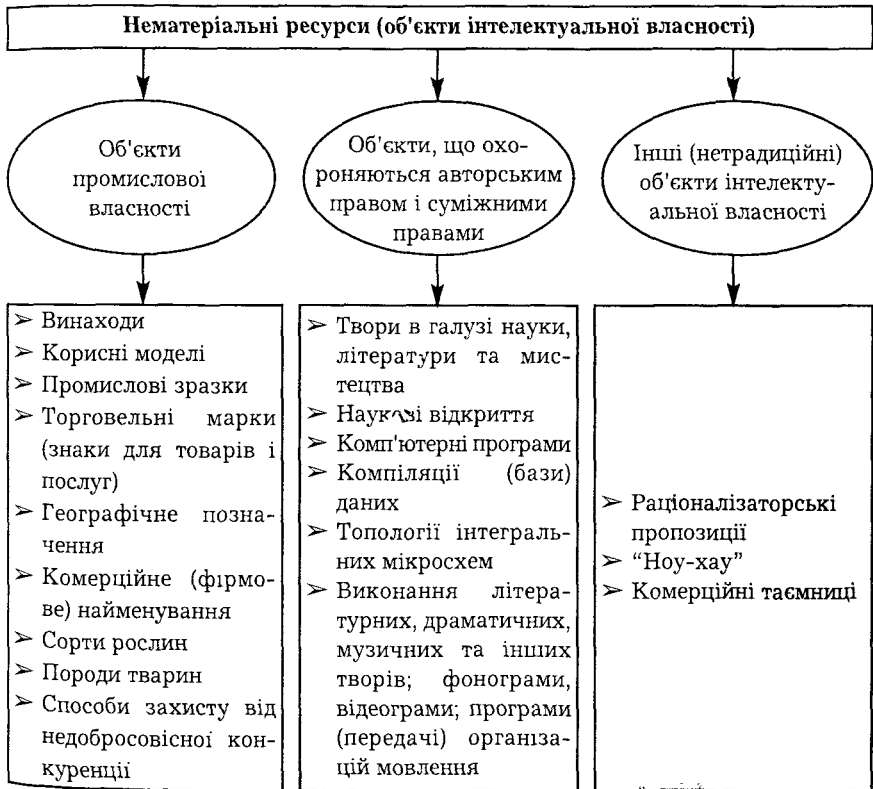 Нематеріальні ресурси (об'єкти інтелектуальної власності)
Об'єкти
промислової
власності
Об'єкти, що охо-
роняються авторським
правом і суміжними
правами
Інші (нетрадиційні)
об'єкти інтелекту-
альної власності
➢ Винаходи
➢ Корисні моделі
➢ Промислові зразки
➢ Торговельні марки
(знаки для товарів і
послуг)
➢ Географічне позна-
чення
➢ Комерційне (фірмо-
ве) найменування
➢ Сорти рослин
➢ Породи тварин
➢ Способи захисту від
недобросовісної кон-
куренції
➢ Твори в галузі науки,
літератури та мис-
тецтва
➢ Наукові відкриття
➢ Комп'ютерні програми
➢ Компіляції (бази)
даних
➢ Топології інтеграль-
них мікросхем
➢ Виконання літера-
турних, драматичних,
музичних та інших
творів; фонограми,
відеограми; програми
(передачі) організа-
цій мовлення
➢ Раціоналізаторські
пропозиції
➢ “Ноу-хау”
➢ Комерційні таємниці